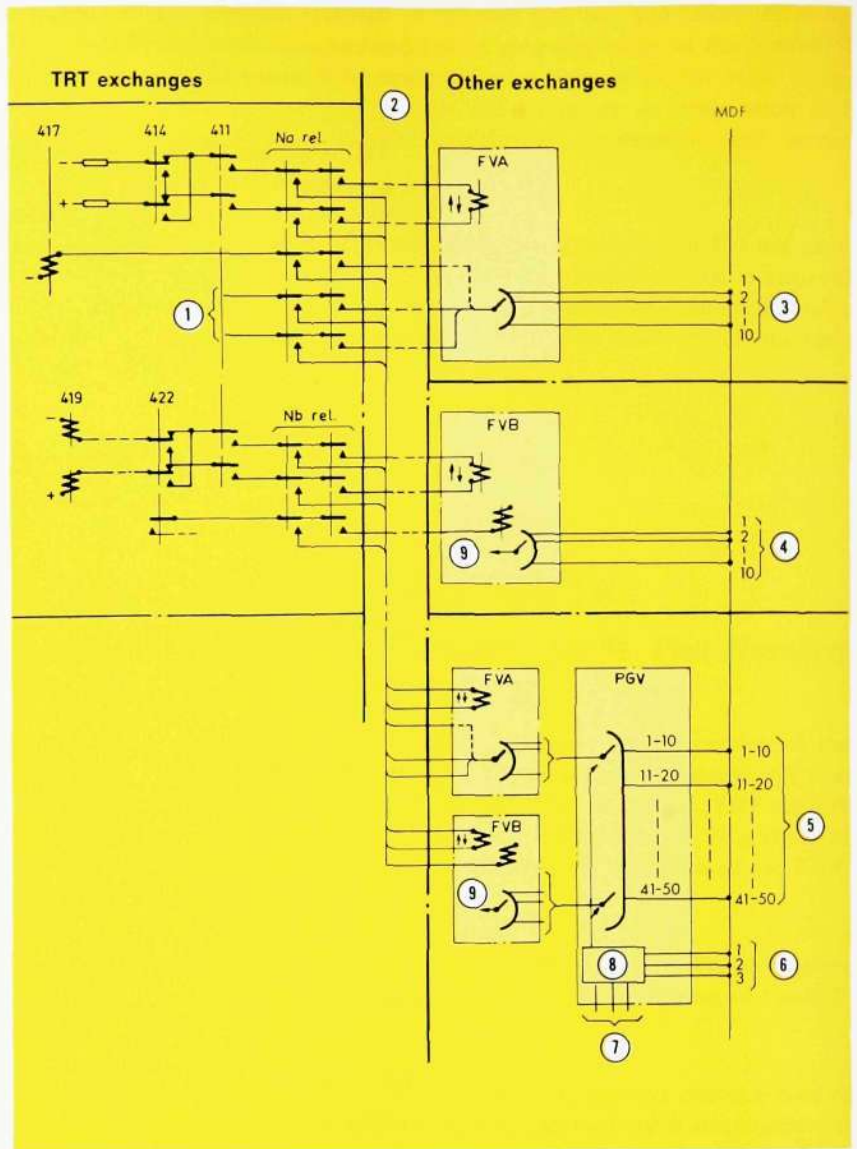 TRT exchanges
2
Other exchanges
MDF
417 414 411 Na rel.
FVA
−
+
−
1
1
2
10
3
419 422 Nb rel.
FVB
−
+
9
1
2
10
4
FVA
PGV
1-10 1-10
11-20 11-20
5
FVB
9
41-50 41-50
8
1
2
3
6
7